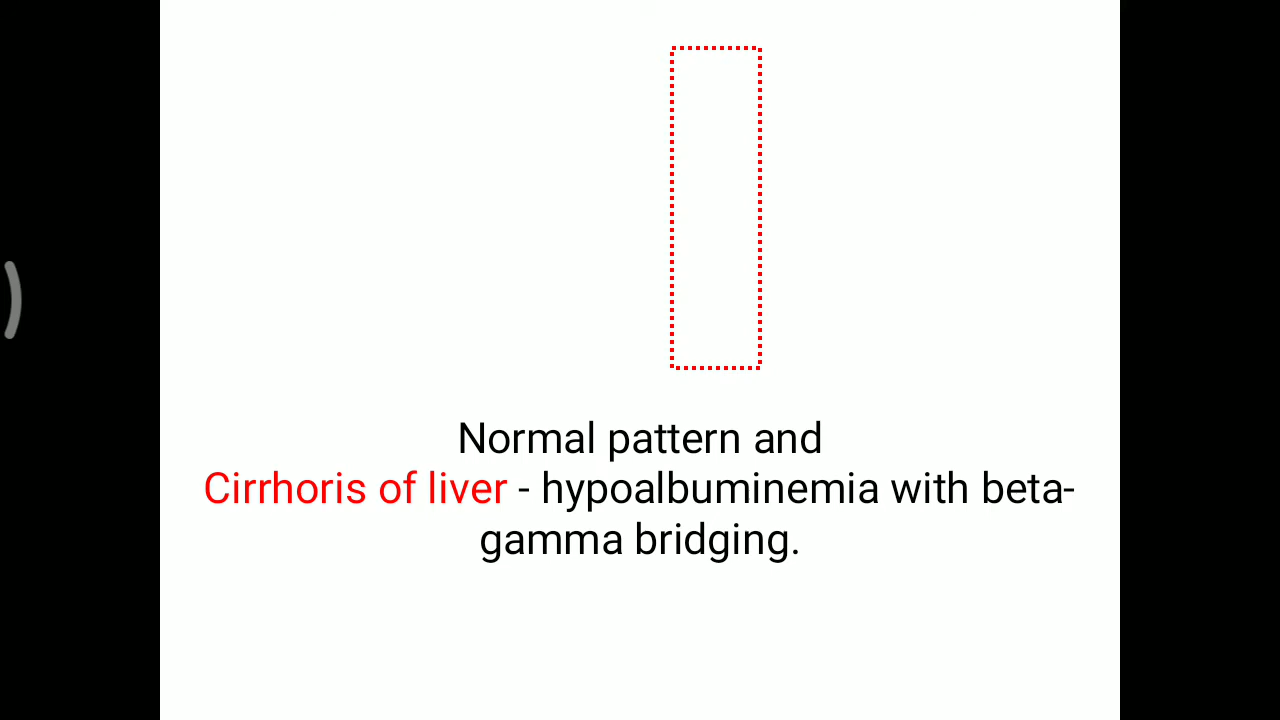 Normal pattern and
Cirrhoris of liver - hypoalbuminemia with beta-
gamma bridging.